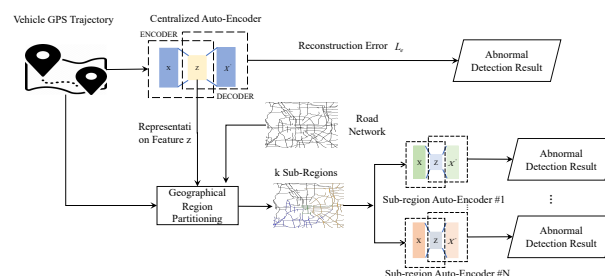 Vehicle GPS Trajectory
Centralized Auto-Encoder
ENCODER
x
z
x'
DECODER
Reconstruction Error Le
Abnormal
Detection Result
Representati
on Feature z
Road
Network
Geographical
Region
Partitioning
k Sub-Regions
x
z
x'
Sub-region Auto-Encoder #1
Abnormal
Detection Result
⋮
x
z
x'
Sub-region Auto-Encoder #N
Abnormal
Detection Result